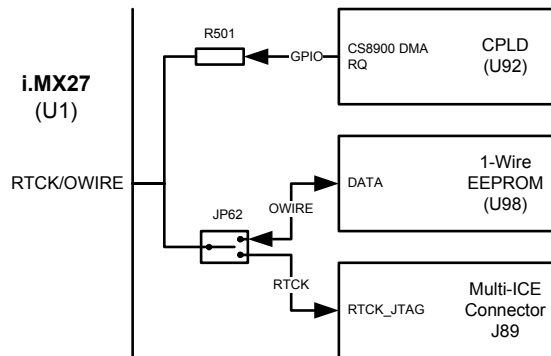 R501
GPIO
CS8900 DMA
RQ
CPLD
(U92)
i.MX27
(U1)
RTCK/OWIRE
JP62
OWIRE
RTCK
DATA
1-Wire
EEPROM
(U98)
RTCK_JTAG
Multi-ICE
Connector
J89